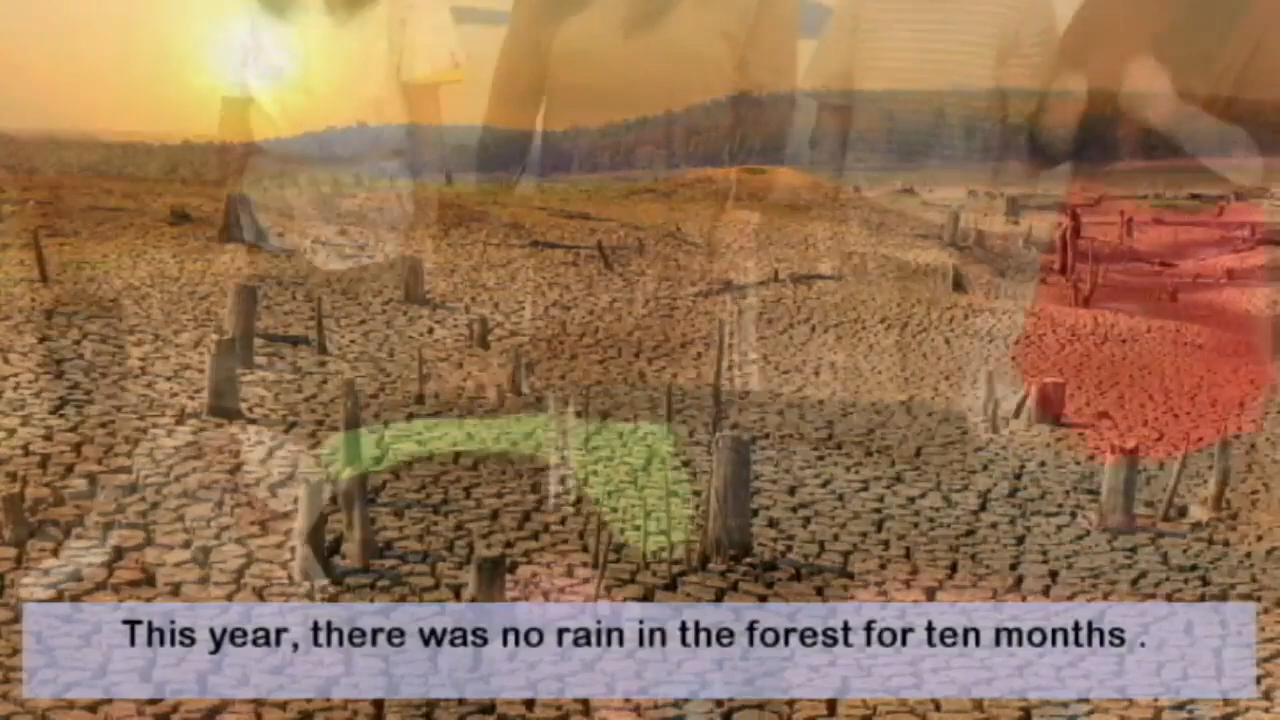 This year, there was no rain in the forest for ten months .